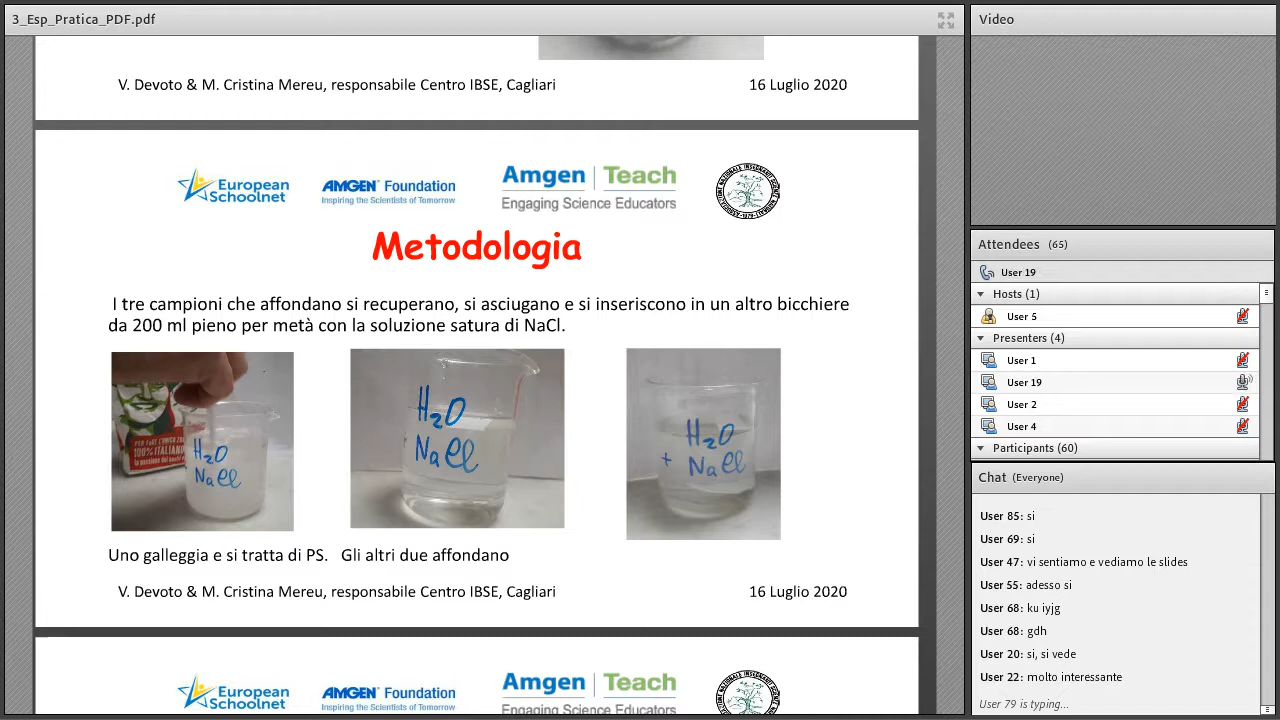 3_Esp_Pratica_PDF.pdf
V. Devoto & M. Cristina Mereu, responsabile Centro IBSE, Cagliari 16 Luglio 2020
European Schoolnet
AMGEN Foundation
Inspiring the Scientists of Tomorrow
Amgen Teach
Engaging Science Educators
Metodologia
I tre campioni che affondano si recuperano, si asciugano e si inseriscono in un altro bicchiere
da 200 ml pieno per metà con la soluzione satura di NaCl.
100% ITALIANO
H2O
NaCl
H2O
NaCl
H2O
+ NaCl
Uno galleggia e si tratta di PS. Gli altri due affondano
V. Devoto & M. Cristina Mereu, responsabile Centro IBSE, Cagliari 16 Luglio 2020
European Schoolnet
AMGEN Foundation
Inspiring the Scientists of Tomorrow
Amgen Teach
Engaging Science Educators
Video
Attendees (65)
User 19
Hosts (1)
User 5
Presenters (4)
User 1
User 19
User 2
User 4
Participants (60)
Chat (Everyone)
User 85: si
User 69: si
User 47: vi sentiamo e vediamo le slides
User 55: adesso si
User 68: ku iyjg
User 68: gdh
User 20: si, si vede
User 22: molto interessante
User 79 is typing...